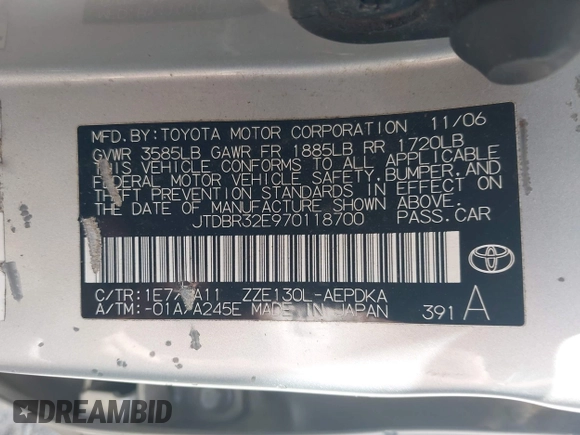 MFD.BY:TOYOTA MOTOR CORPORATION 11/06
GVWR 3585LB GAWR FR 1885LB RR 1720LB
THIS VEHICLE CONFORMS TO ALL APPLICABLE
FEDERAL MOTOR VEHICLE SAFETY, BUMPER, AND
THEFT PREVENTION STANDARDS IN EFFECT ON
THE DATE OF MANUFACTURE SHOWN ABOVE.
JTDBR32E970118700 PASS.CAR
C/TR: ZZE130L-AEPDKA
A/TM: MADE IN JAPAN 391 A
DREAMBID